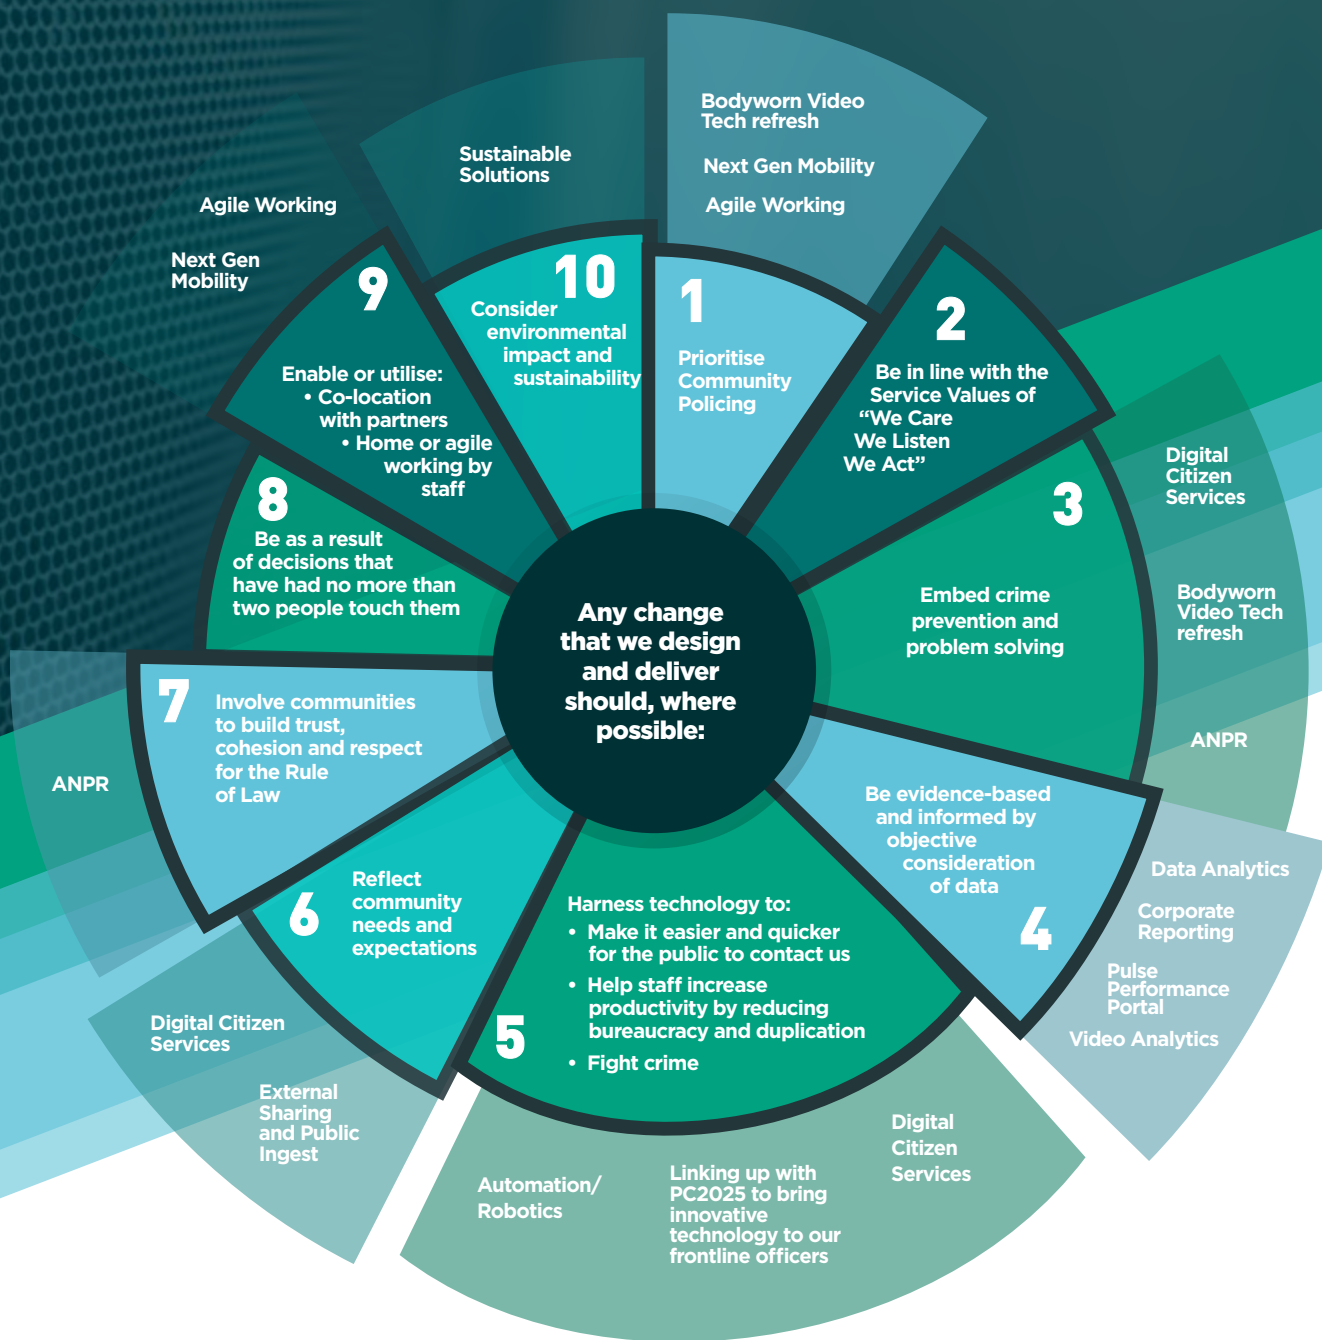 Any change
that we design
and deliver
should, where
possible:
1
Prioritise
Community
Policing
Bodyworn Video
Tech refresh
Next Gen Mobility
Agile Working
2
Be in line with the
Service Values of
“We Care
We Listen
We Act”
3
Embed crime
prevention and
problem solving
Digital
Citizen
Services
Bodyworn
Video Tech
refresh
ANPR
4
Be evidence-based
and informed by
objective
consideration
of data
Data Analytics
Corporate
Reporting
Pulse
Performance
Portal
Video Analytics
5
Harness technology to:
• Make it easier and quicker
for the public to contact us
• Help staff increase
productivity by reducing
bureaucracy and duplication
• Fight crime
Automation/
Robotics
Linking up with
PC2025 to bring
innovative
technology to our
frontline officers
Digital
Citizen
Services
6
Reflect
community
needs and
expectations
Digital Citizen
Services
External
Sharing
and Public
Ingest
7
Involve communities
to build trust,
cohesion and respect
for the Rule
of Law
ANPR
8
Be as a result
of decisions that
have had no more than
two people touch them
9
Enable or utilise:
• Co-location
with partners
• Home or agile
working by
staff
Agile Working
Next Gen
Mobility
10
Consider
environmental
impact and
sustainability
Sustainable
Solutions